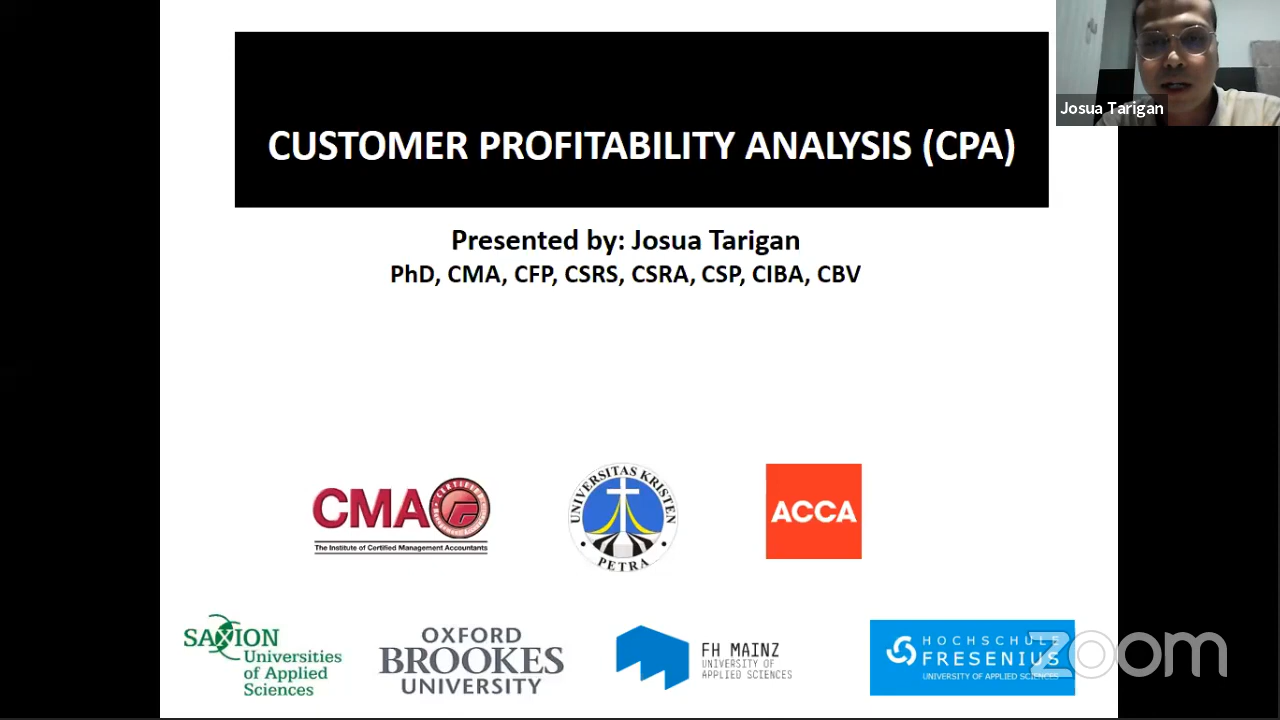 Josua Tarigan
CUSTOMER PROFITABILITY ANALYSIS (CPA)
Presented by: Josua Tarigan
PhD, CMA, CFP, CSRS, CSRA, CSP, CIBA, CBV
CMA
The Institute of Certified Management Accountants
UNIVERSITAS KRISTEN
PETRA
ACCA
SAXION
Universities
of Applied
Sciences
OXFORD
BROOKES
UNIVERSITY
FH MAINZ
UNIVERSITY OF
APPLIED SCIENCES
HOCHSCHULE
FRESENIUS
UNIVERSITY OF APPLIED SCIENCES
zoom